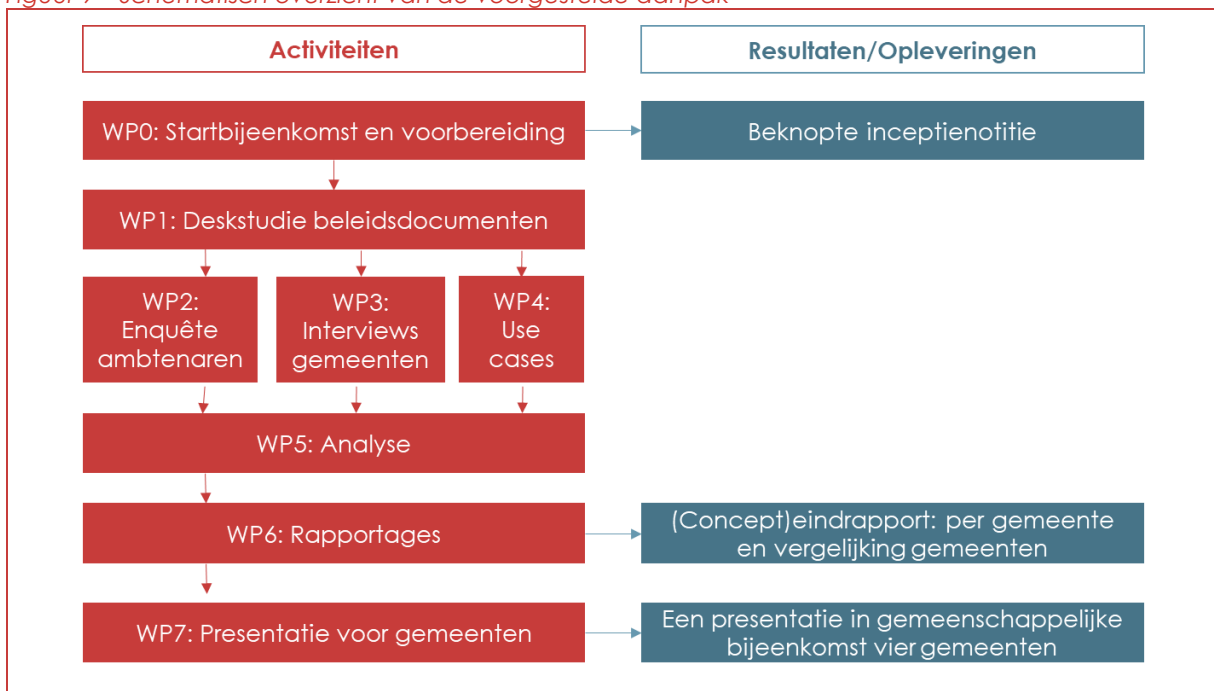 Activiteiten
Resultaten/Opleveringen
WP0: Startbijeenkomst en voorbereiding
Beknopte inceptienotitie
WP1: Deskstudie beleidsdocumenten
WP2:
Enquête
ambtenaren
WP3:
Interviews
gemeenten
WP4:
Use
cases
WP5: Analyse
WP6: Rapportages
(Concept)eindrapport: per gemeente
en vergelijking gemeenten
WP7: Presentatie voor gemeenten
Een presentatie in gemeenschappelijke
bijeenkomst vier gemeenten